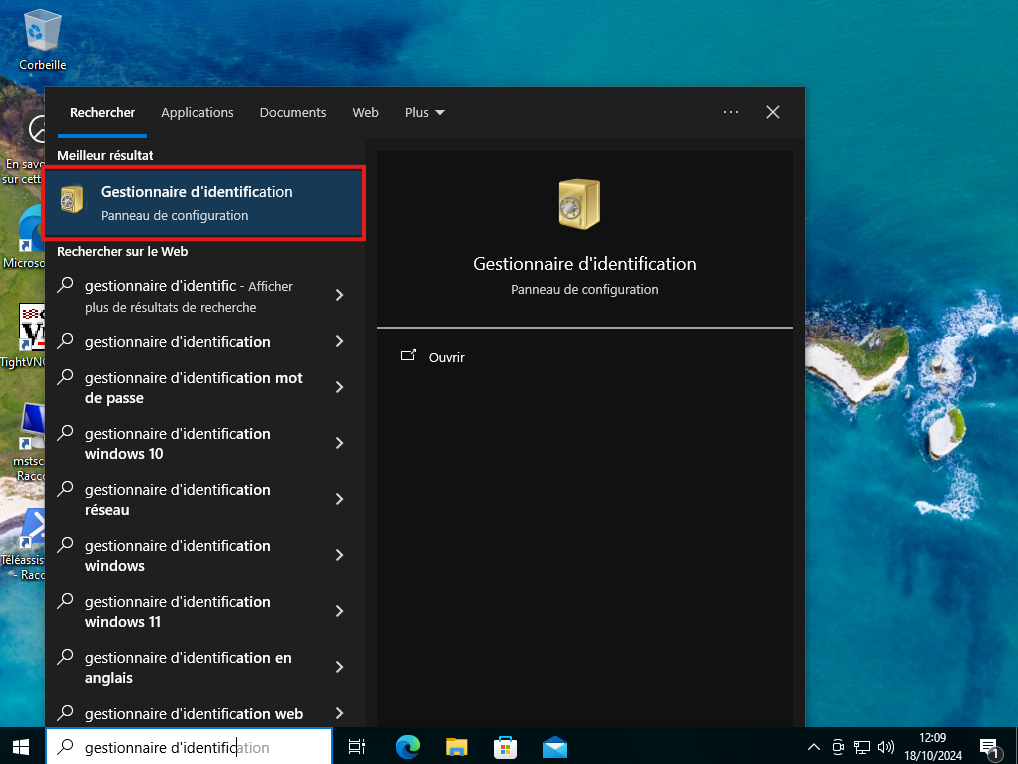 Corbeille
En savo
sur cett
Microso
TightVNC
mstsc
Racco
Téléassis
- Racc
Rechercher
Applications
Documents
Web
Plus
Meilleur résultat
Gestionnaire d'identification
Panneau de configuration
Rechercher sur le Web
gestionnaire d'identific - Afficher
plus de résultats de recherche
gestionnaire d'identification
gestionnaire d'identification mot
de passe
gestionnaire d'identification
windows 10
gestionnaire d'identification
réseau
gestionnaire d'identification
windows
gestionnaire d'identification
windows 11
gestionnaire d'identification en
anglais
gestionnaire d'identification web
Gestionnaire d'identification
Panneau de configuration
Ouvrir
gestionnaire d'identification
12:09
18/10/2024
1